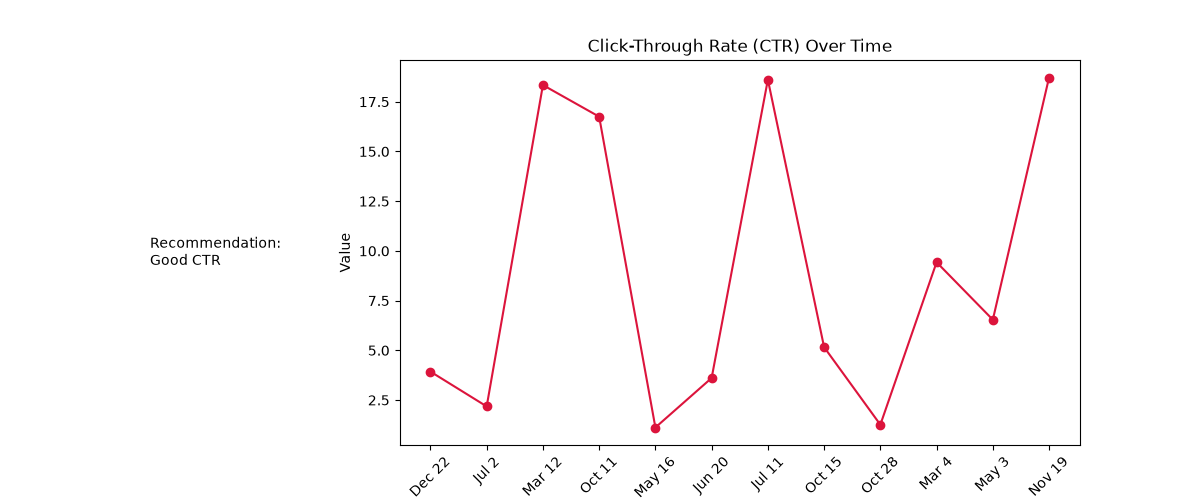 Click-Through Rate (CTR) Over Time
Recommendation:
Good CTR
Value
17.5
15.0
12.5
10.0
7.5
5.0
2.5
Dec 22
Jul 2
Mar 12
Oct 11
May 16
Jun 20
Jul 11
Oct 15
Oct 28
Mar 4
May 3
Nov 19